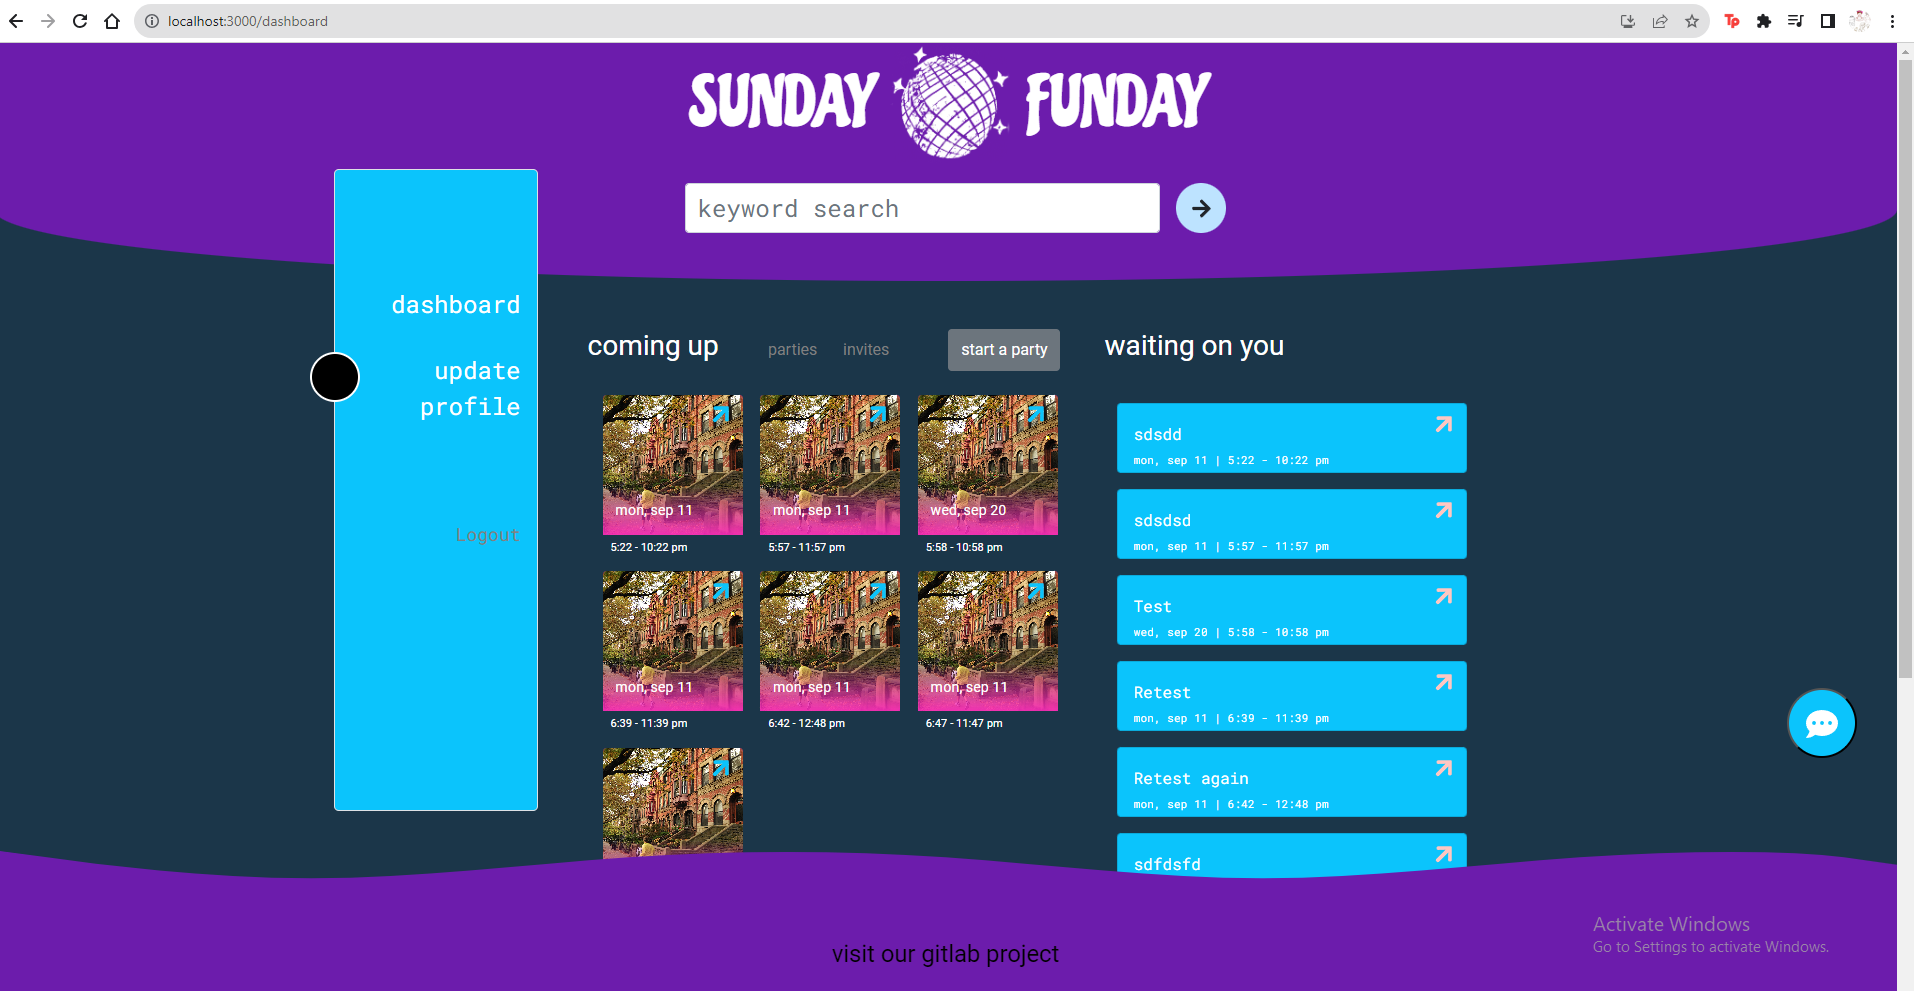 localhost:3000/dashboard
Tp
SUNDAY FUNDAY
keyword search
dashboard
update
profile
Logout
coming up
parties
invites
start a party
mon, sep 11
5:22 - 10:22 pm
mon, sep 11
5:57 - 11:57 pm
wed, sep 20
5:58 - 10:58 pm
mon, sep 11
6:39 - 11:39 pm
mon, sep 11
6:42 - 12:48 pm
mon, sep 11
6:47 - 11:47 pm
waiting on you
sdsdd
mon, sep 11 | 5:22 - 10:22 pm
sdsdsd
mon, sep 11 | 5:57 - 11:57 pm
Test
wed, sep 20 | 5:58 - 10:58 pm
Retest
mon, sep 11 | 6:39 - 11:39 pm
Retest again
mon, sep 11 | 6:42 - 12:48 pm
sdfdsfd
visit our gitlab project
Activate Windows
Go to Settings to activate Windows.